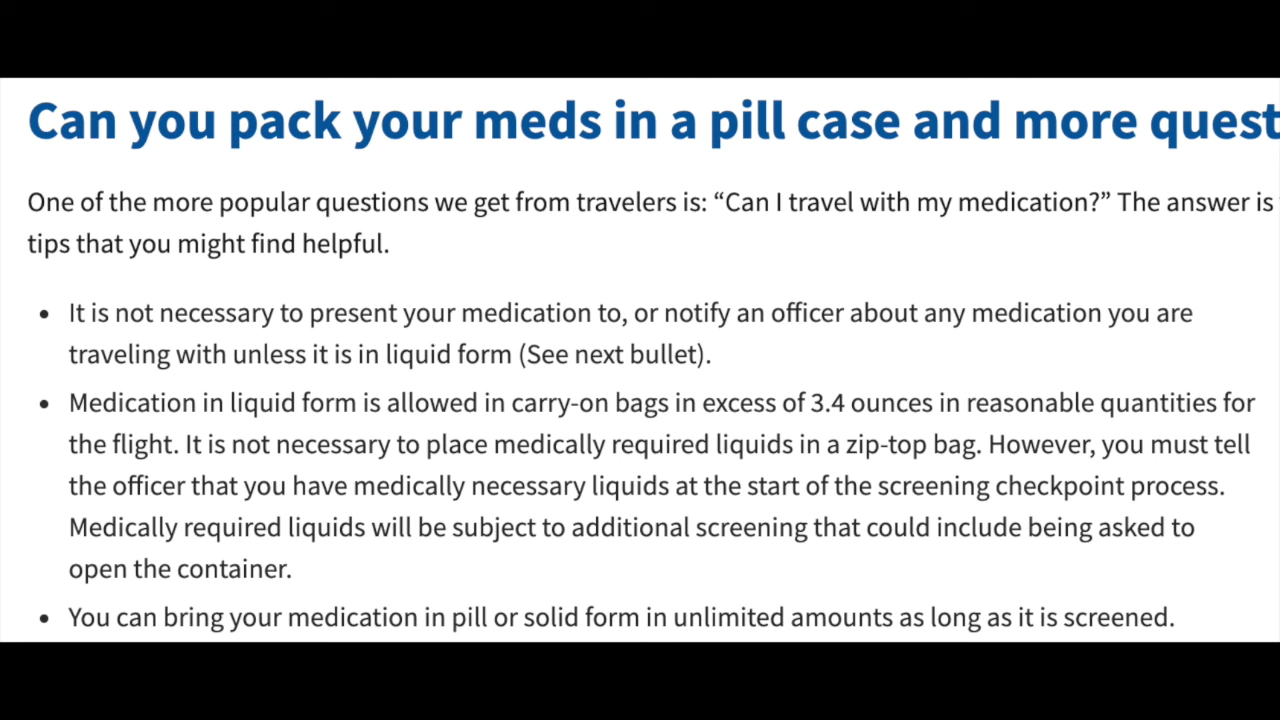 Can you pack your meds in a pill case and more quest
One of the more popular questions we get from travelers is: “Can I travel with my medication?” The answer is
tips that you might find helpful.
• It is not necessary to present your medication to, or notify an officer about any medication you are
traveling with unless it is in liquid form (See next bullet).
• Medication in liquid form is allowed in carry-on bags in excess of 3.4 ounces in reasonable quantities for
the flight. It is not necessary to place medically required liquids in a zip-top bag. However, you must tell
the officer that you have medically necessary liquids at the start of the screening checkpoint process.
Medically required liquids will be subject to additional screening that could include being asked to
open the container.
• You can bring your medication in pill or solid form in unlimited amounts as long as it is screened.